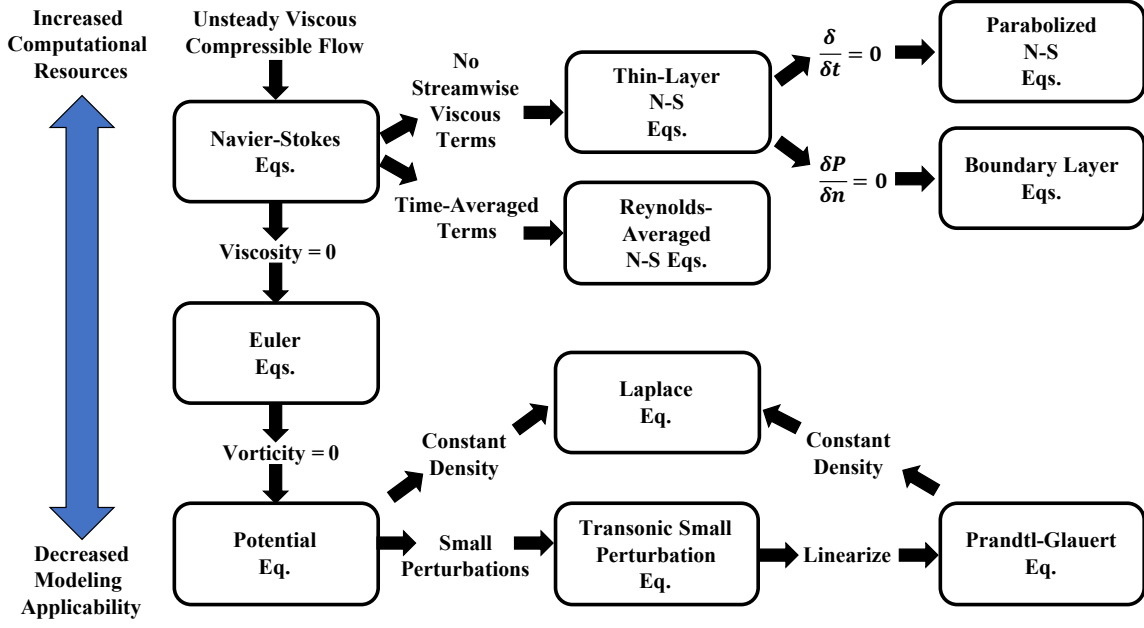 Increased
Computational
Resources
Unsteady Viscous
Compressible Flow
Navier-Stokes
Eqs.
No
Streamwise
Viscous
Terms
Thin-Layer
N-S
Eqs.
δ/δt = 0
Parabolized
N-S
Eqs.
δP/δn = 0
Boundary Layer
Eqs.
Time-Averaged
Terms
Reynolds-
Averaged
N-S Eqs.
Viscosity = 0
Euler
Eqs.
Vorticity = 0
Potential
Eq.
Constant
Density
Laplace
Eq.
Constant
Density
Small
Perturbations
Transonic Small
Perturbation
Eq.
Linearize
Prandtl-Glauert
Eq.
Decreased
Modeling
Applicability